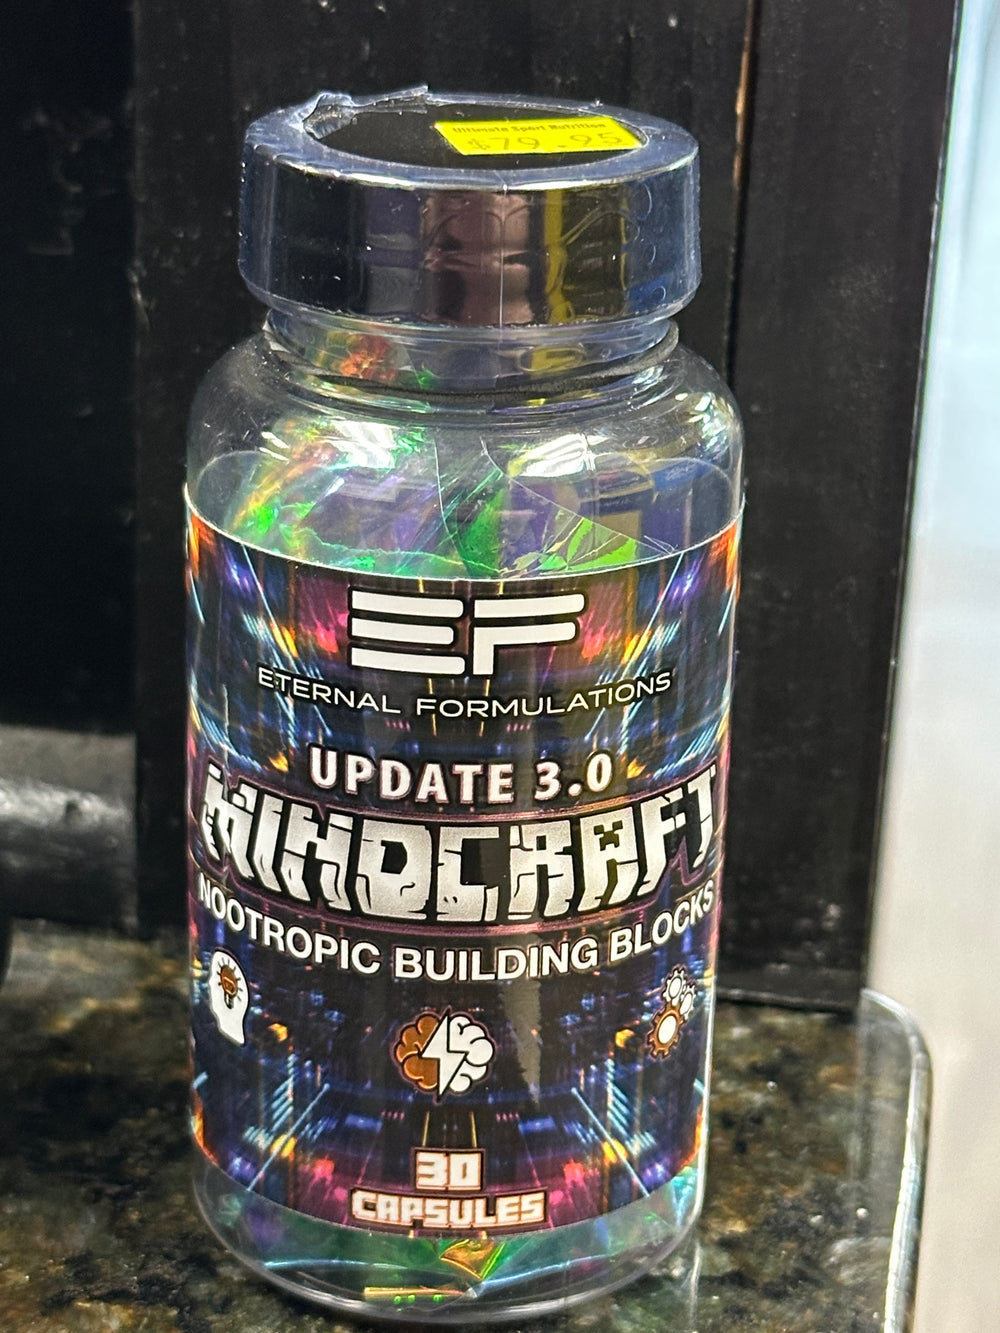 Ultimate Sport Nutrition
$79.95
EF
ETERNAL FORMULATIONS
UPDATE 3.0
MINDCRAFT
NOOTROPIC BUILDING BLOCKS
30
CAPSULES